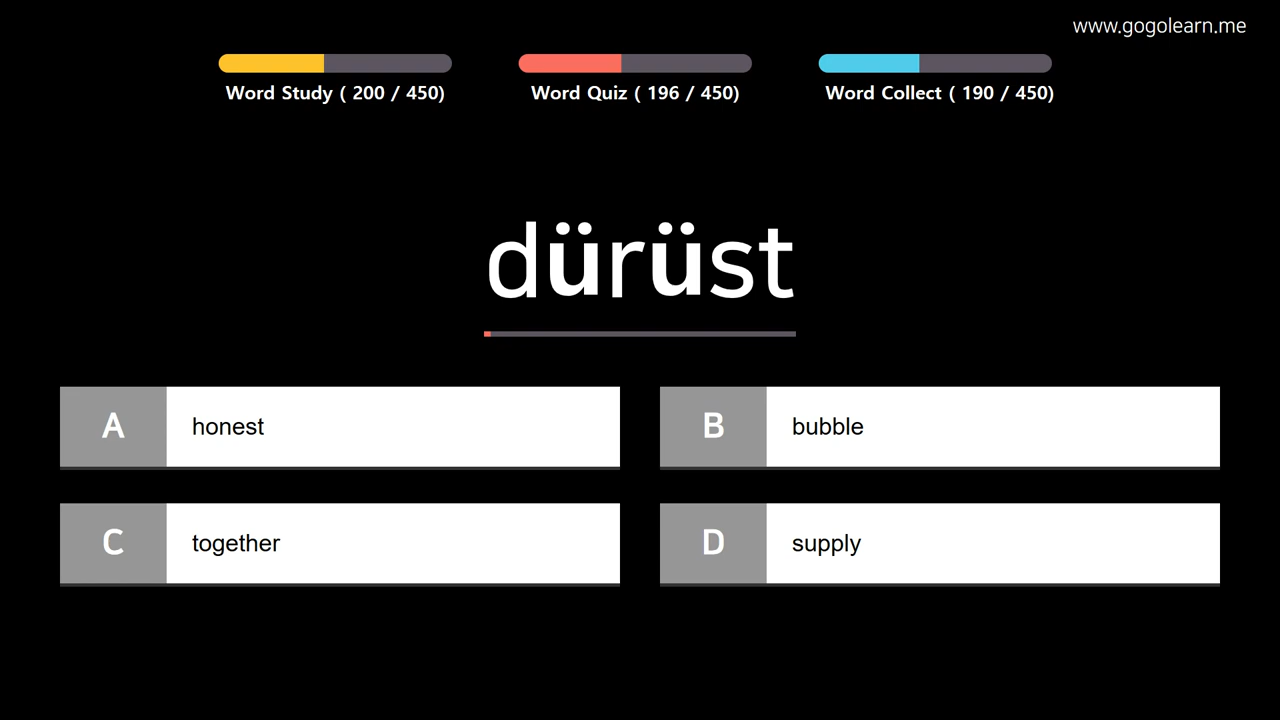 www.gogolearn.me
Word Study ( 200 / 450)
Word Quiz ( 196 / 450)
Word Collect ( 190 / 450)
dürüst
A honest
B bubble
C together
D supply